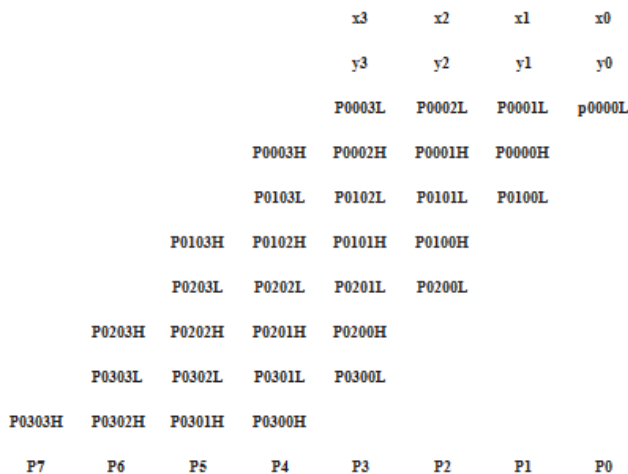 x3 x2 x1 x0
y3 y2 y1 y0
P0003L P0002L P0001L p0000L
P0003H P0002H P0001H P0000H
P0103L P0102L P0101L P0100L
P0103H P0102H P0101H P0100H
P0203L P0202L P0201L P0200L
P0203H P0202H P0201H P0200H
P0303L P0302L P0301L P0300L
P0303H P0302H P0301H P0300H
P7 P6 P5 P4 P3 P2 P1 P0